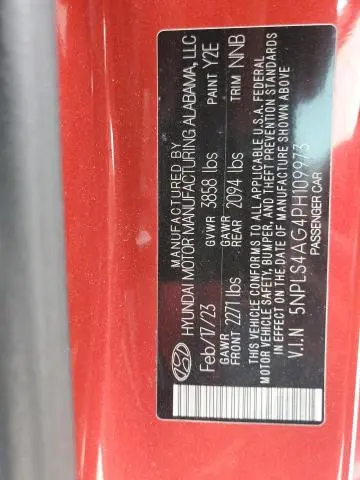 MANUFACTURED BY
HYUNDAI MOTOR MANUFACTURING ALABAMA, LLC
Feb/17/23 GVWR 3858 lbs PAINT Y2E
GAWR FRONT 2271 lbs GAWR REAR 2094 lbs TRIM NNB
THIS VEHICLE CONFORMS TO ALL APPLICABLE U.S.A. FEDERAL
MOTOR VEHICLE SAFETY, BUMPER, AND THEFT PREVENTION STANDARDS
IN EFFECT ON THE DATE OF MANUFACTURE SHOWN ABOVE
V.I.N 5NPLS4AG4PH109973
PASSENGER CAR